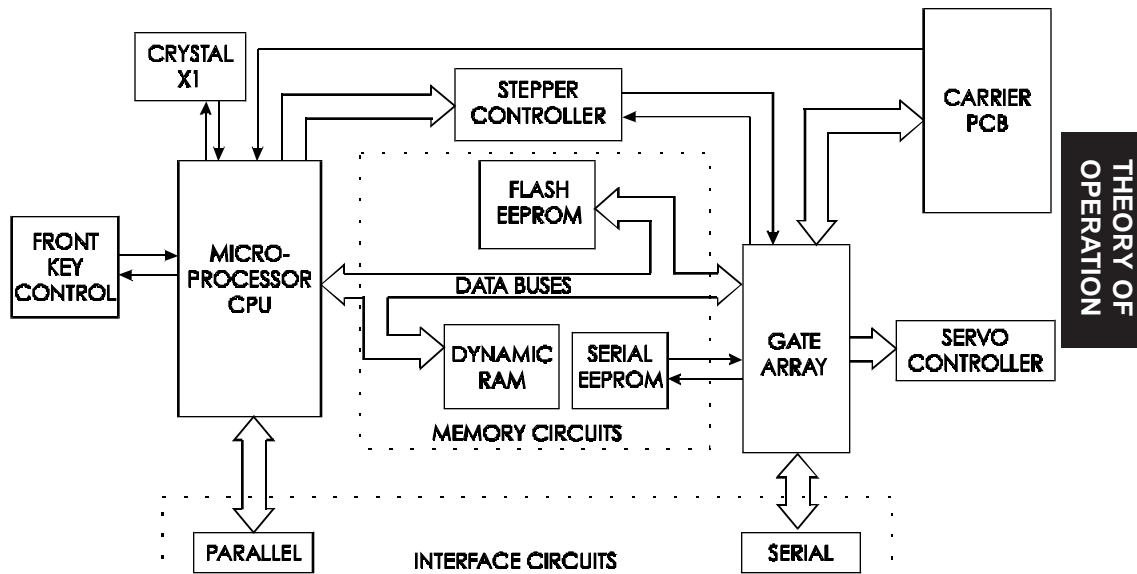 CRYSTAL
X1
STEPPER
CONTROLLER
CARRIER
PCB
THEORY OF
OPERATION
FLASH
EEPROM
FRONT
KEY
CONTROL
MICRO-
PROCESSOR
CPU
DATA BUSES
GATE
ARRAY
SERVO
CONTROLLER
DYNAMIC
RAM
SERIAL
EEPROM
MEMORY CIRCUITS
PARALLEL
INTERFACE CIRCUITS
SERIAL